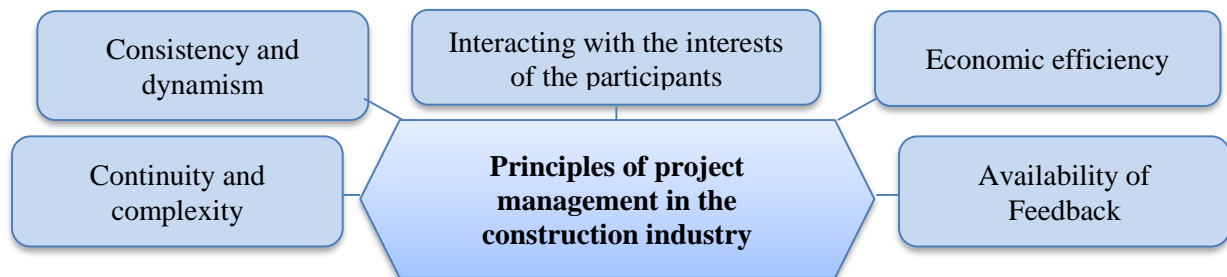 Consistency and
dynamism
Interacting with the interests
of the participants
Economic efficiency
Continuity and
complexity
Principles of project
management in the
construction industry
Availability of
Feedback